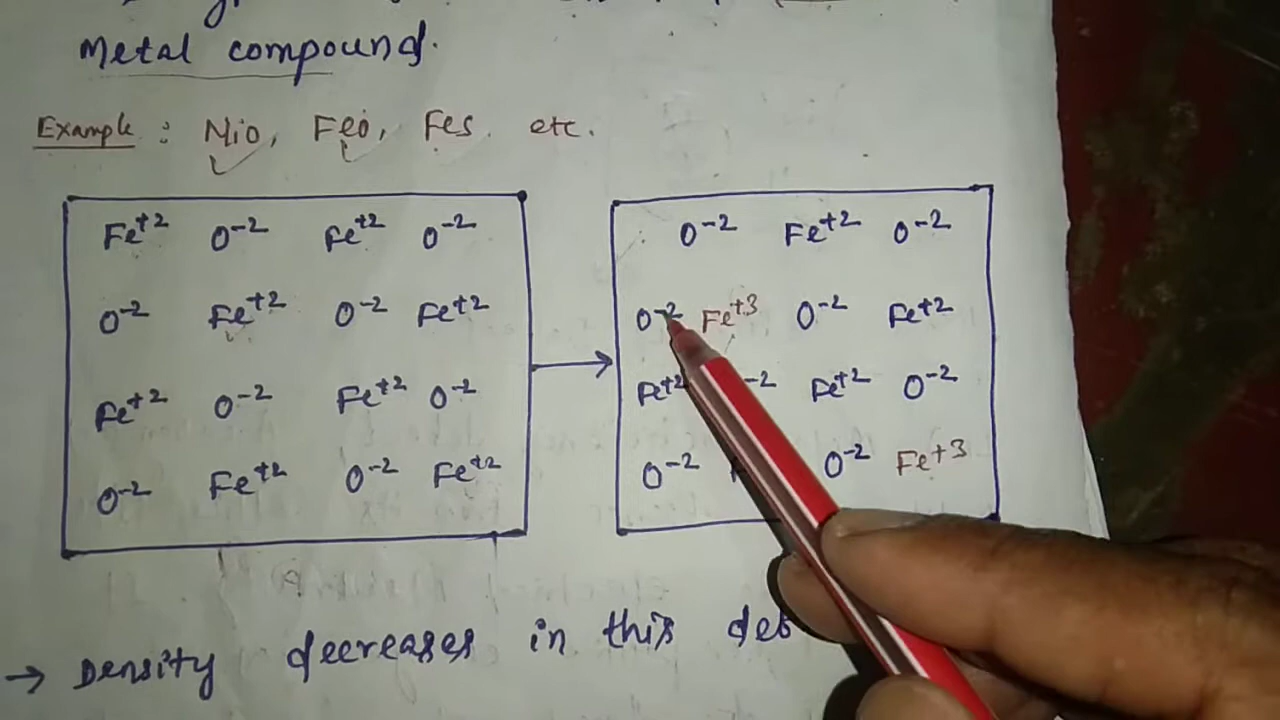 Metal compound.
Example : Nio, Feo, Fes. etc.
Fe+2 O-2 Fe+2 O-2 O-2 Fe+2 O-2
O-2 Fe+2 O-2 Fe+2 O-2 Fe+3 O-2 Fe+2
Fe+2 O-2 Fe+2 O-2 Fe+2 -2 Fe+2 O-2
O-2 Fe+2 O-2 Fe+2 O-2 O-2 Fe+3
→ Density decreases in this